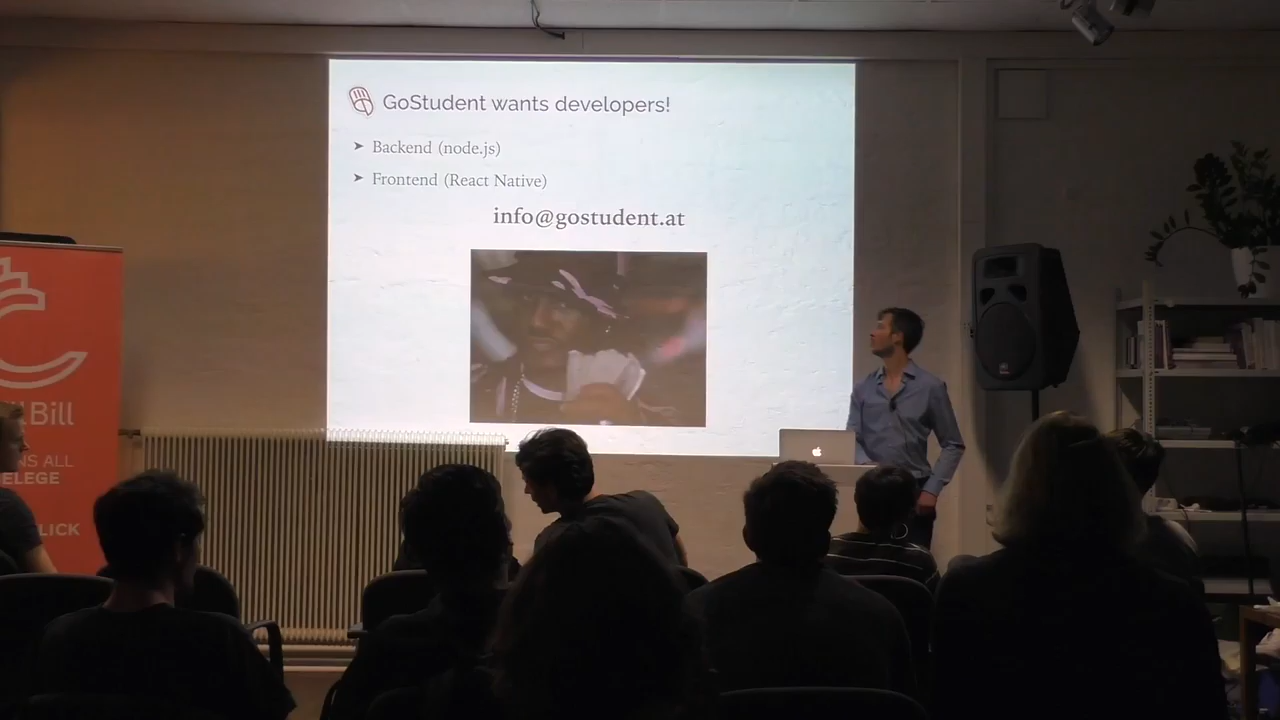 GoStudent wants developers!
➤ Backend (node.js)
➤ Frontend (React Native)
info@gostudent.at
Bill
NS ALL
ELEGE
LICK